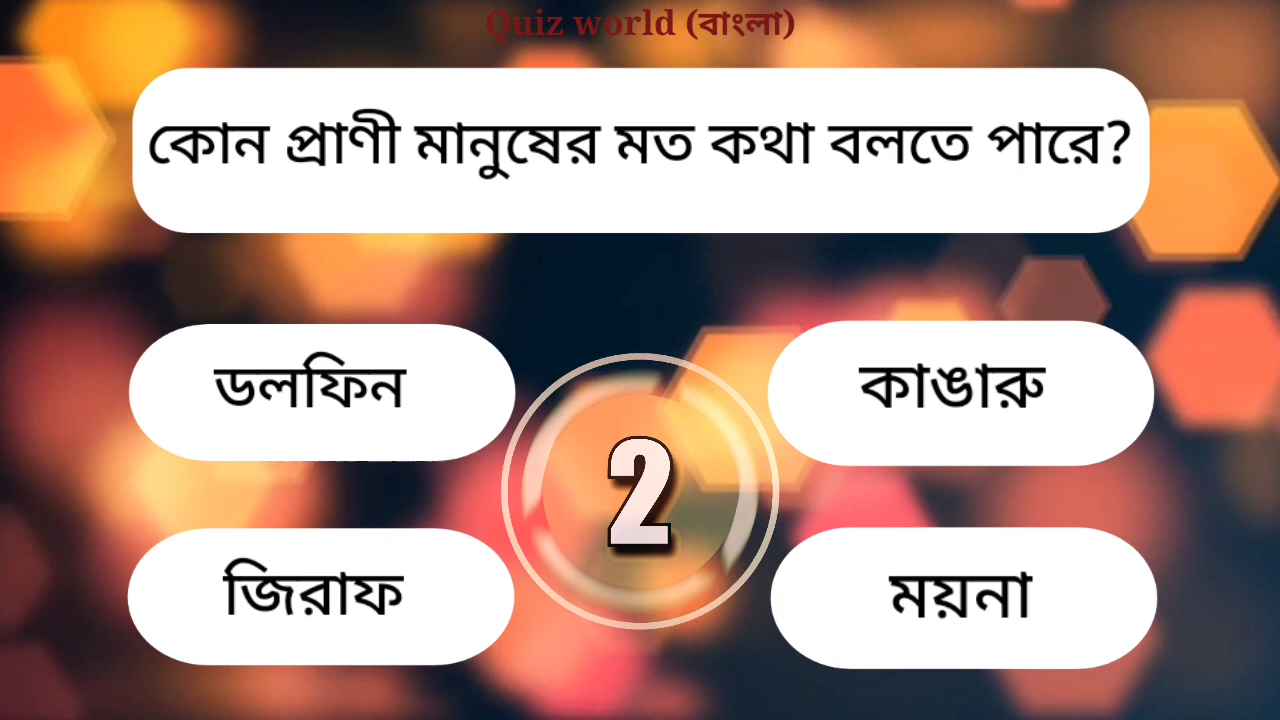 Quiz world (বাংলা)
কোন প্রাণী মানুষের মত কথা বলতে পারে?
ডলফিন
কাঙারু
2
জিরাফ
ময়না